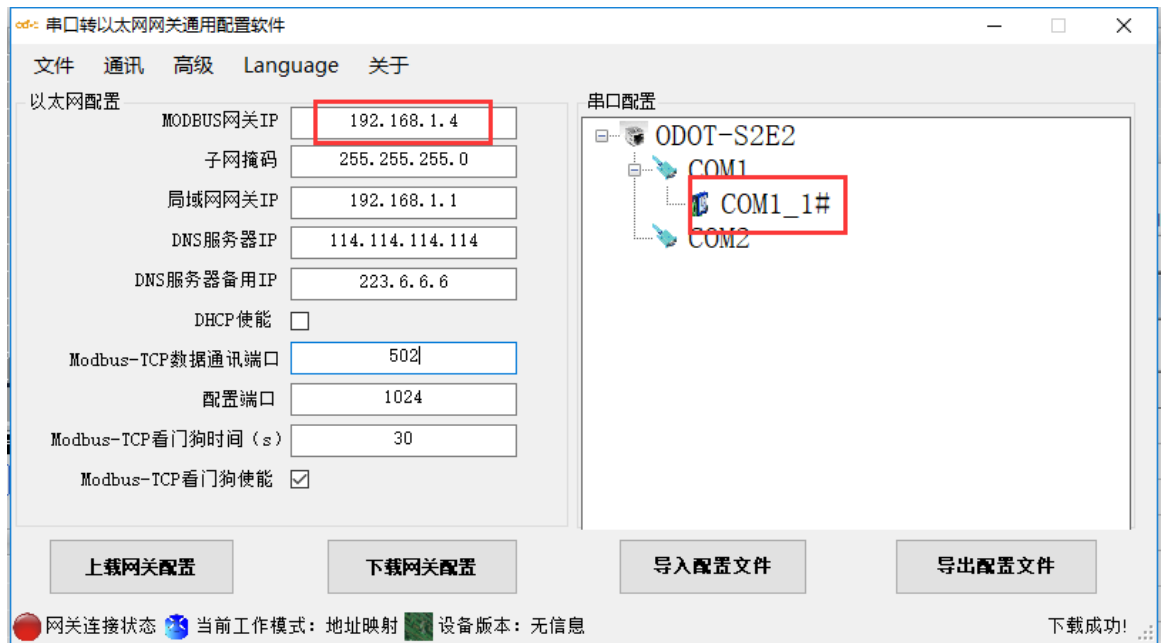 odot 串口转以太网网关通用配置软件
文件 通讯 高级 Language 关于
以太网配置
MODBUS网关IP 192.168.1.4
子网掩码 255.255.255.0
局域网网关IP 192.168.1.1
DNS服务器IP 114.114.114.114
DNS服务器备用IP 223.6.6.6
DHCP使能
Modbus-TCP数据通讯端口 502
配置端口 1024
Modbus-TCP看门狗时间(s) 30
Modbus-TCP看门狗使能
串口配置
ODOT-S2E2
COM1
COM1_1#
COM2
上载网关配置 下载网关配置 导入配置文件 导出配置文件
网关连接状态 当前工作模式: 地址映射 设备版本: 无信息 下载成功!